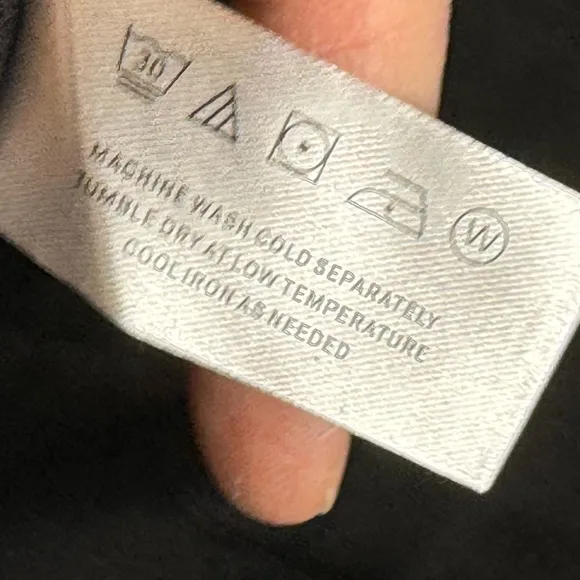 30
W
MACHINE WASH COLD SEPARATELY
TUMBLE DRY AT LOW TEMPERATURE
COOL IRON AS NEEDED